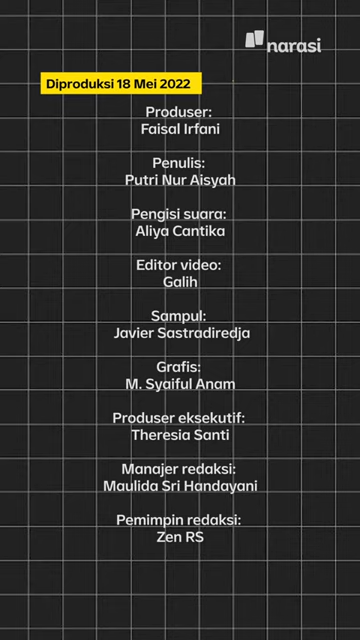 narasi
Diproduksi 18 Mei 2022
Produser:
Faisal Irfani
Penulis:
Putri Nur Aisyah
Pengisi suara:
Aliya Cantika
Editor video:
Galih
Sampul:
Javier Sastradiredja
Grafis:
M. Syaiful Anam
Produser eksekutif:
Theresia Santi
Manajer redaksi:
Maulida Sri Handayani
Pemimpin redaksi:
Zen RS